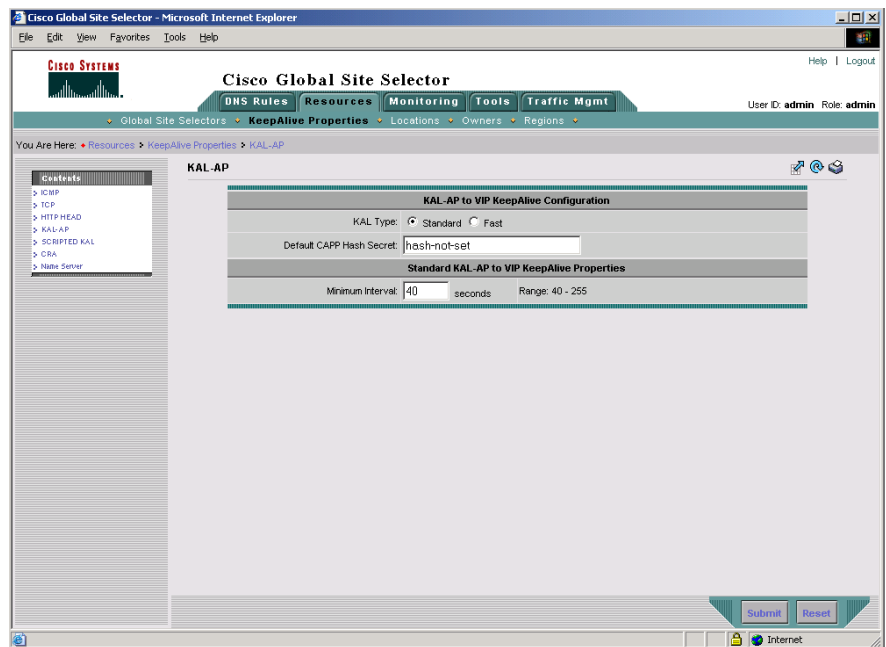 Cisco Global Site Selector - Microsoft Internet Explorer
File Edit View Favorites Tools Help
CISCO SYSTEMS
Help | Logout
Cisco Global Site Selector
DNS Rules Resources Monitoring Tools Traffic Mgmt
User ID: admin Role: admin
Global Site Selectors KeepAlive Properties Locations Owners Regions
You Are Here: Resources KeepAlive Properties KAL-AP
Contents
ICMP
TCP
HTTP HEAD
KAL-AP
SCRIPTED KAL
CRA
Name Server
KAL-AP
KAL-AP to VIP KeepAlive Configuration
KAL Type: Standard Fast
Default CAPP Hash Secret: hash-not-set
Standard KAL-AP to VIP KeepAlive Properties
Minimum Interval: 40 seconds Range: 40 - 255
Submit Reset
Internet